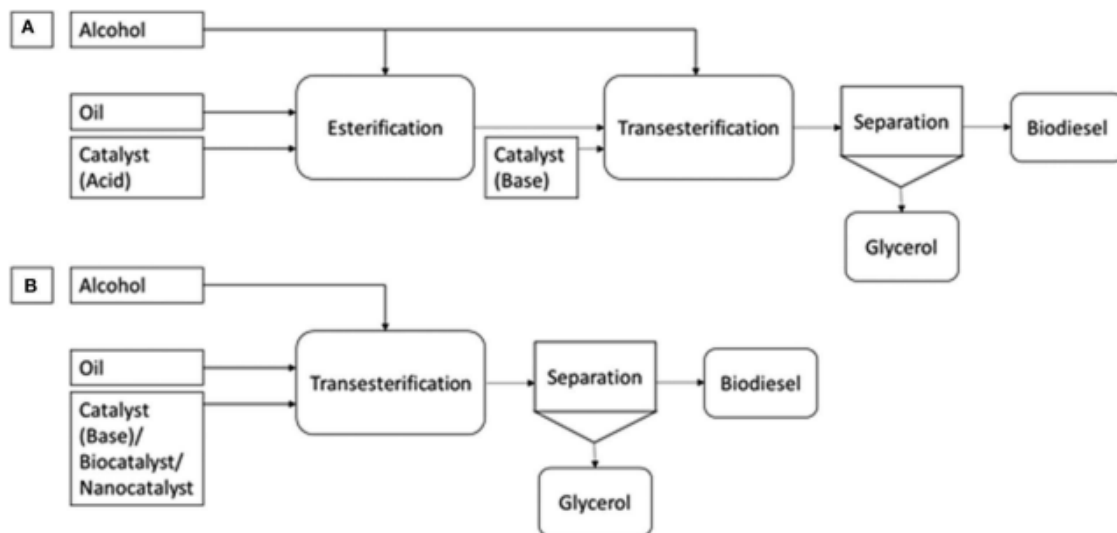 A
Alcohol
Oil
Catalyst
(Acid)
Esterification
Catalyst
(Base)
Transesterification
Separation
Biodiesel
Glycerol
B
Alcohol
Oil
Catalyst
(Base)/
Biocatalyst/
Nanocatalyst
Transesterification
Separation
Biodiesel
Glycerol